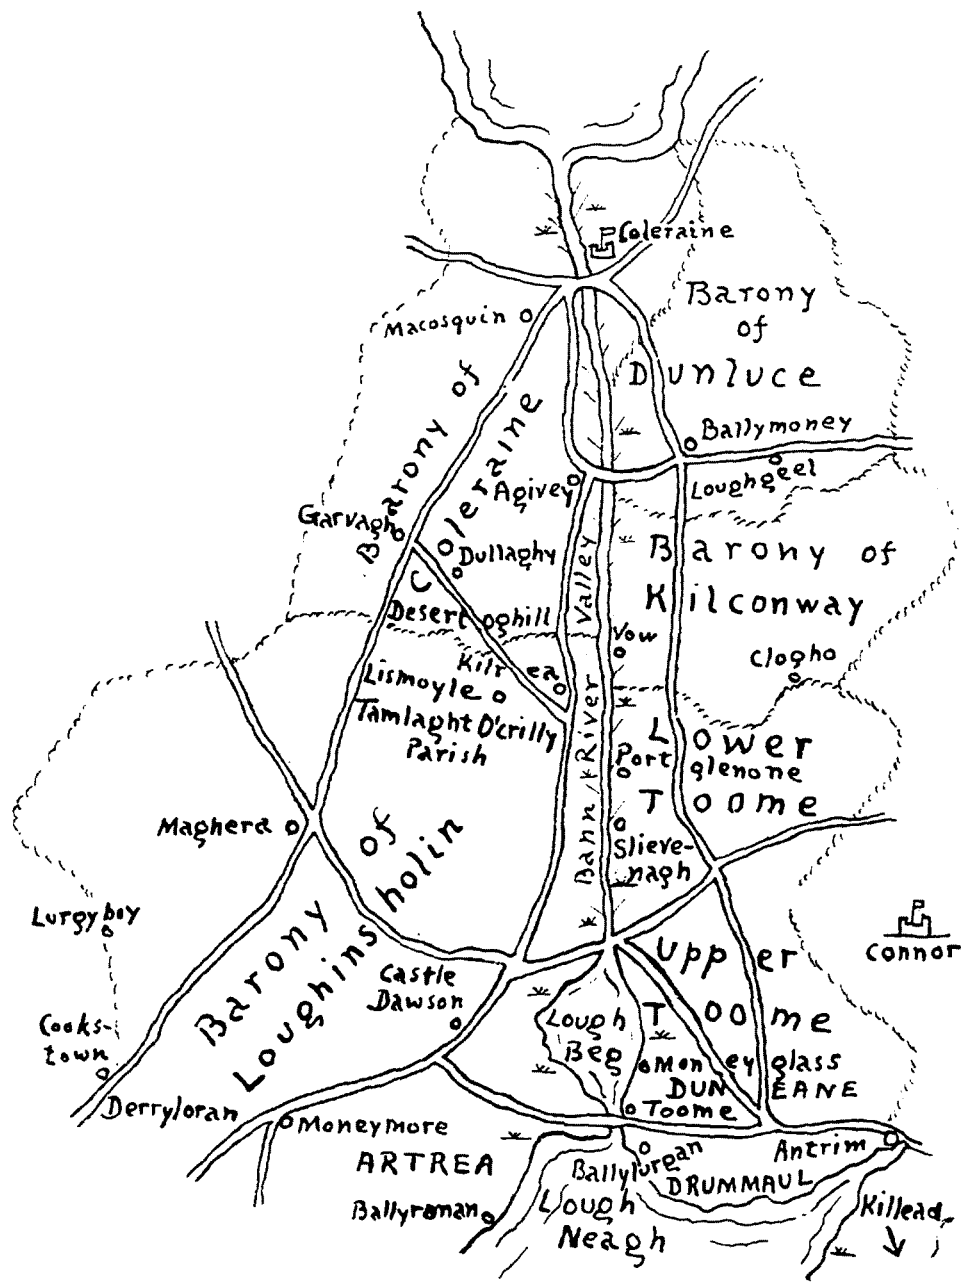 Coleraine
Barony
of
Dunluce
Macosquin
Barony of
Coleraine
Ballymoney
Loughgeel
Agivey
Garvagh
Dullaghy
Barony of
Kilconway
Desertoghill
Vow
Clogho
Kilrea
Lismoyle
Tamlaght O'crilly
Parish
Bann River Valley
Lower
Portglenone
Toome
Maghera
Slieve-
nagh
Barony of
Loughinsholin
Lurgyboy
Connor
Castle
Dawson
Upper
Toome
Lough
Beg
Cooks-
town
Moneyglass
DUNEANE
Toome
Derryloran
Moneymore
ARTREA
Antrim
Ballylurgan
DRUMMAUL
Ballyronan
Lough
Neagh
Killead